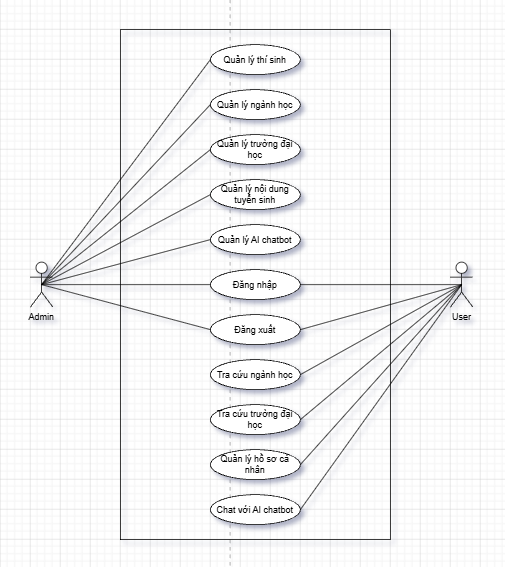 Quản lý thí sinh
Quản lý ngành học
Quản lý trường đại
học
Quản lý nội dung
tuyển sinh
Quản lý AI chatbot
Đăng nhập
Admin
User
Đăng xuất
Tra cứu ngành học
Tra cứu trường đại
học
Quản lý hồ sơ cá
nhân
Chat với AI chatbot